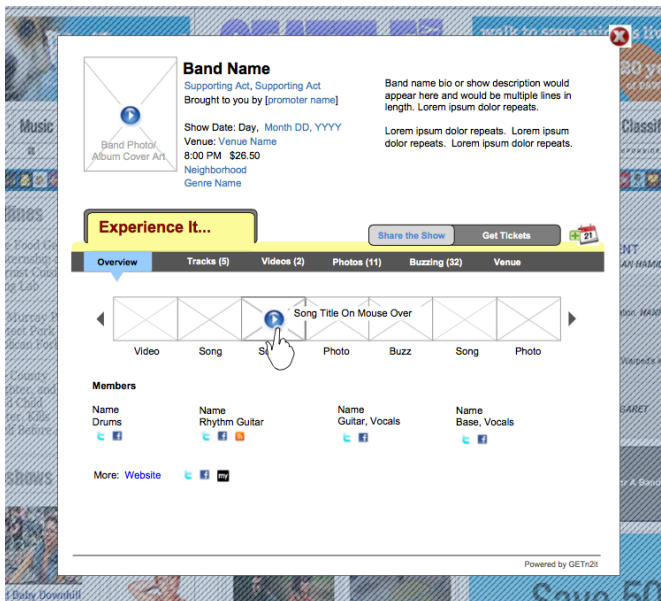 walk to save
Band Name
Supporting Act, Supporting Act
Brought to you by [promoter name]
Show Date: Day, Month DD, YYYY
Venue: Venue Name
8:00 PM $26.50
Neighborhood
Genre Name
Band Photo/
Album Cover Art
Band name bio or show description would
appear here and would be multiple lines in
length. Lorem ipsum dolor repeats.
Lorem ipsum dolor repeats. Lorem ipsum
dolor repeats. Lorem ipsum dolor repeats.
Music
Classi
Experience It...
Share the Show
Get Tickets
21
Overview
Tracks (5)
Videos (2)
Photos (11)
Buzzing (32)
Venue
Song Title On Mouse Over
Video
Song
Photo
Buzz
Song
Photo
Members
Name
Drums
Name
Rhythm Guitar
Name
Guitar, Vocals
Name
Base, Vocals
More: Website
my
Powered by GETn2it
Baby Downhill
Save 50